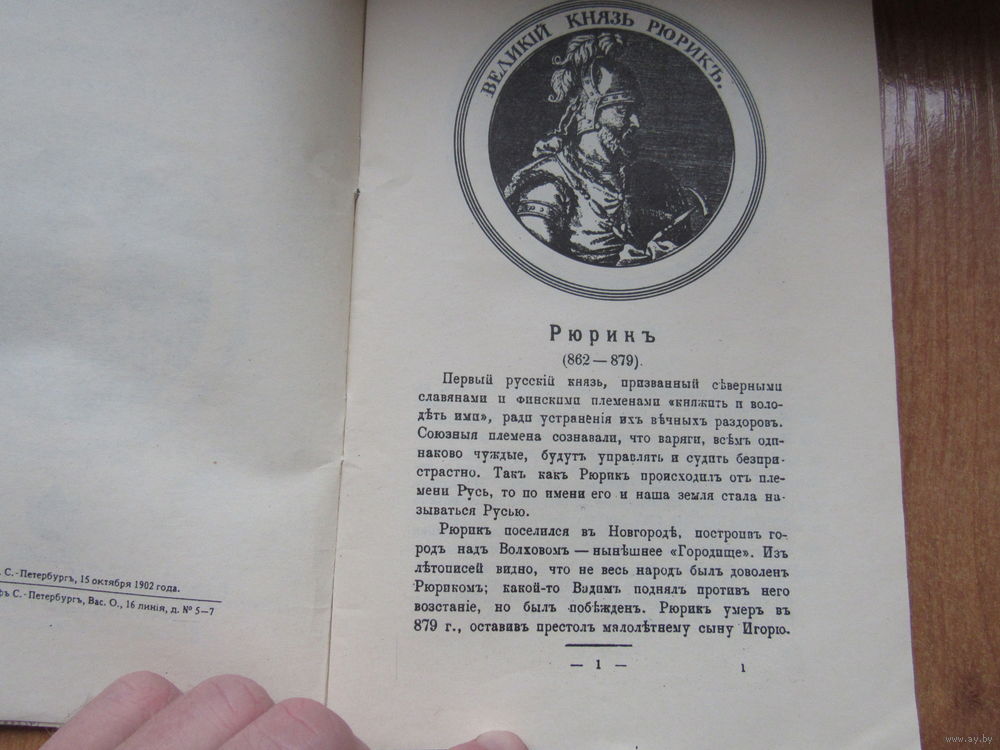 С.-Петербургъ, 15 октября 1902 года.
С.-Петербургъ, Вас. О., 16 линія, д. № 5—7
ВЕЛИКІЙ КНЯЗЬ РЮРИКЪ.
Рюрикъ
(862 — 879).
Первый русскій князь, призванный сѣверными
славянами и финскими племенами «княжить и воло-
дѣть ими», ради устраненія ихъ вѣчныхъ раздоровъ.
Союзныя племена сознавали, что варяги, всѣмъ оди-
наково чуждые, будутъ управлять и судить безпри-
страстно. Такъ какъ Рюрикъ происходилъ отъ пле-
мени Русь, то по имени его и наша земля стала на-
зываться Русью.
Рюрикъ поселился въ Новгородѣ, построивъ го-
родъ надъ Волховомъ — нынѣшнее «Городище». Изъ
лѣтописей видно, что не весь народъ былъ доволенъ
Рюрикомъ; какой-то Вадимъ поднялъ противъ него
возстаніе, но былъ побѣжденъ. Рюрикъ умеръ въ
879 г., оставивъ престолъ малолѣтнему сыну Игорю.
— 1 —
1
www.ay.by